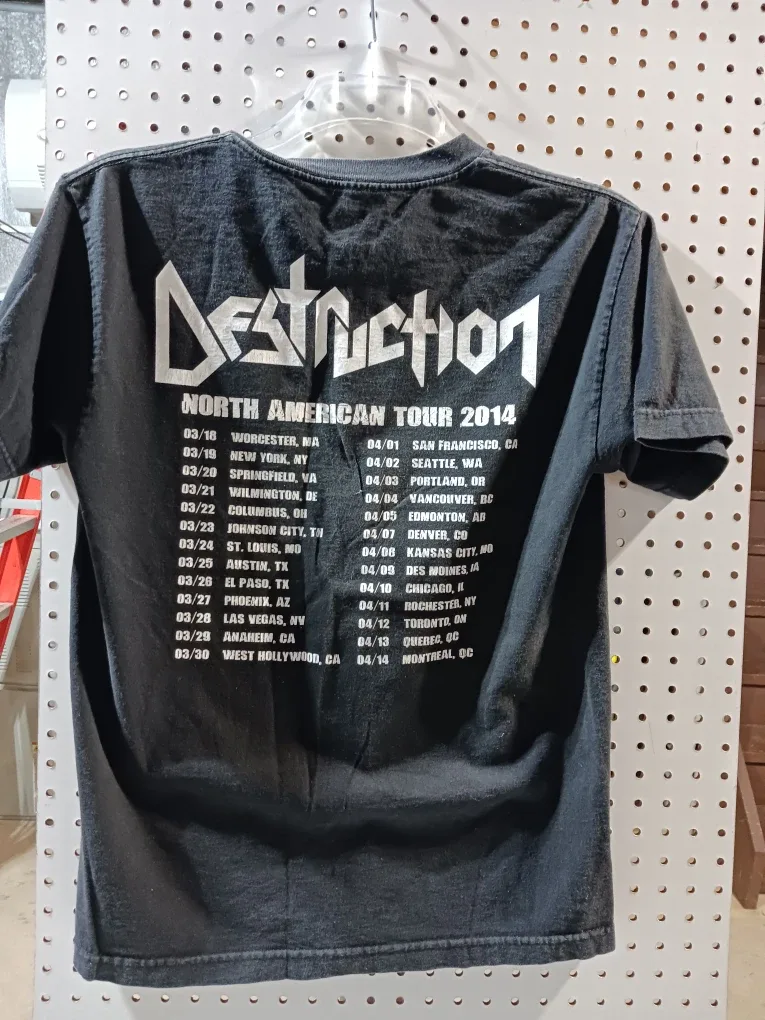 DESTRUCTION
NORTH AMERICAN TOUR 2014
03/18 WORCESTER, MA
03/19 NEW YORK, NY
03/20 SPRINGFIELD, VA
03/21 WILMINGTON, DE
03/22 COLUMBUS, OH
03/23 JOHNSON CITY, TN
03/24 ST. LOUIS, MO
03/25 AUSTIN, TX
03/26 EL PASO, TX
03/27 PHOENIX, AZ
03/28 LAS VEGAS, NV
03/29 ANAHEIM, CA
03/30 WEST HOLLYWOOD, CA
04/01 SAN FRANCISCO, CA
04/02 SEATTLE, WA
04/03 PORTLAND, OR
04/04 VANCOUVER, BC
04/05 EDMONTON, AB
04/07 DENVER, CO
04/08 KANSAS CITY, MO
04/09 DES MOINES, IA
04/10 CHICAGO, IL
04/11 ROCHESTER, NY
04/12 TORONTO, ON
04/13 QUEBEC, QC
04/14 MONTREAL, QC